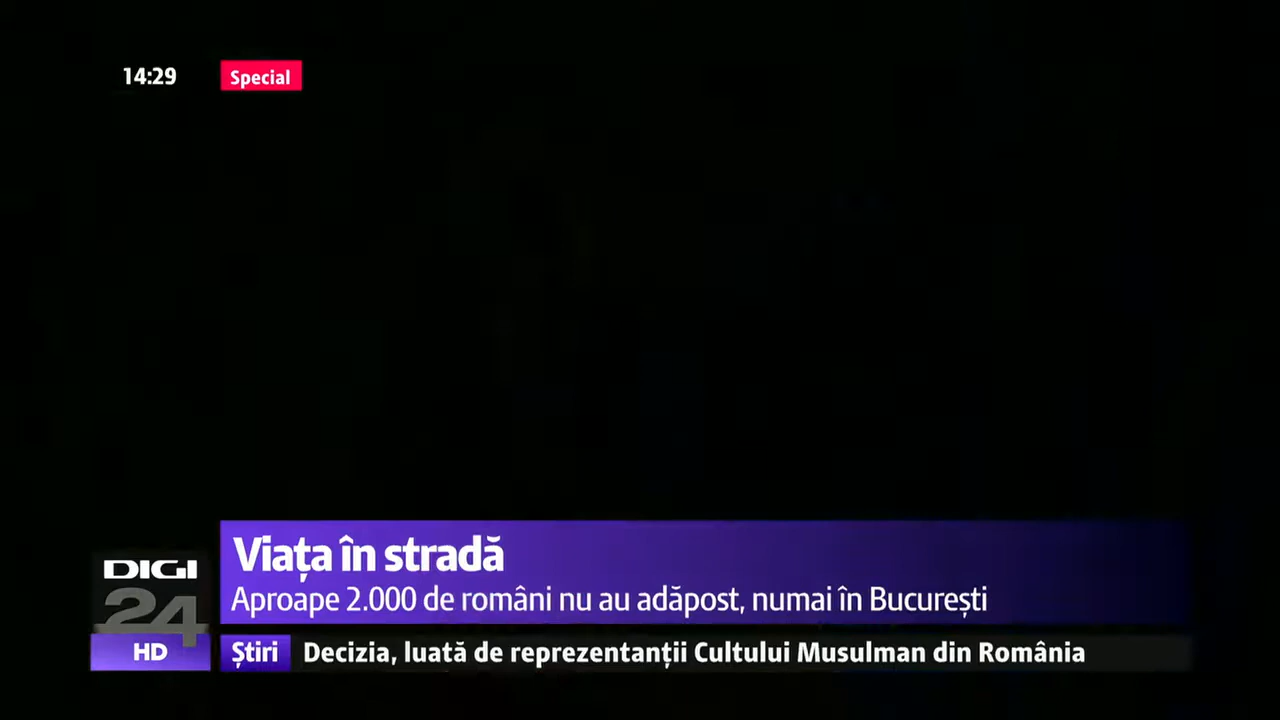 14:29
Special
Viața în stradă
Aproape 2.000 de români nu au adăpost, numai în București
DIGI
24
HD
Știri
Decizia, luată de reprezentanții Cultului Musulman din România